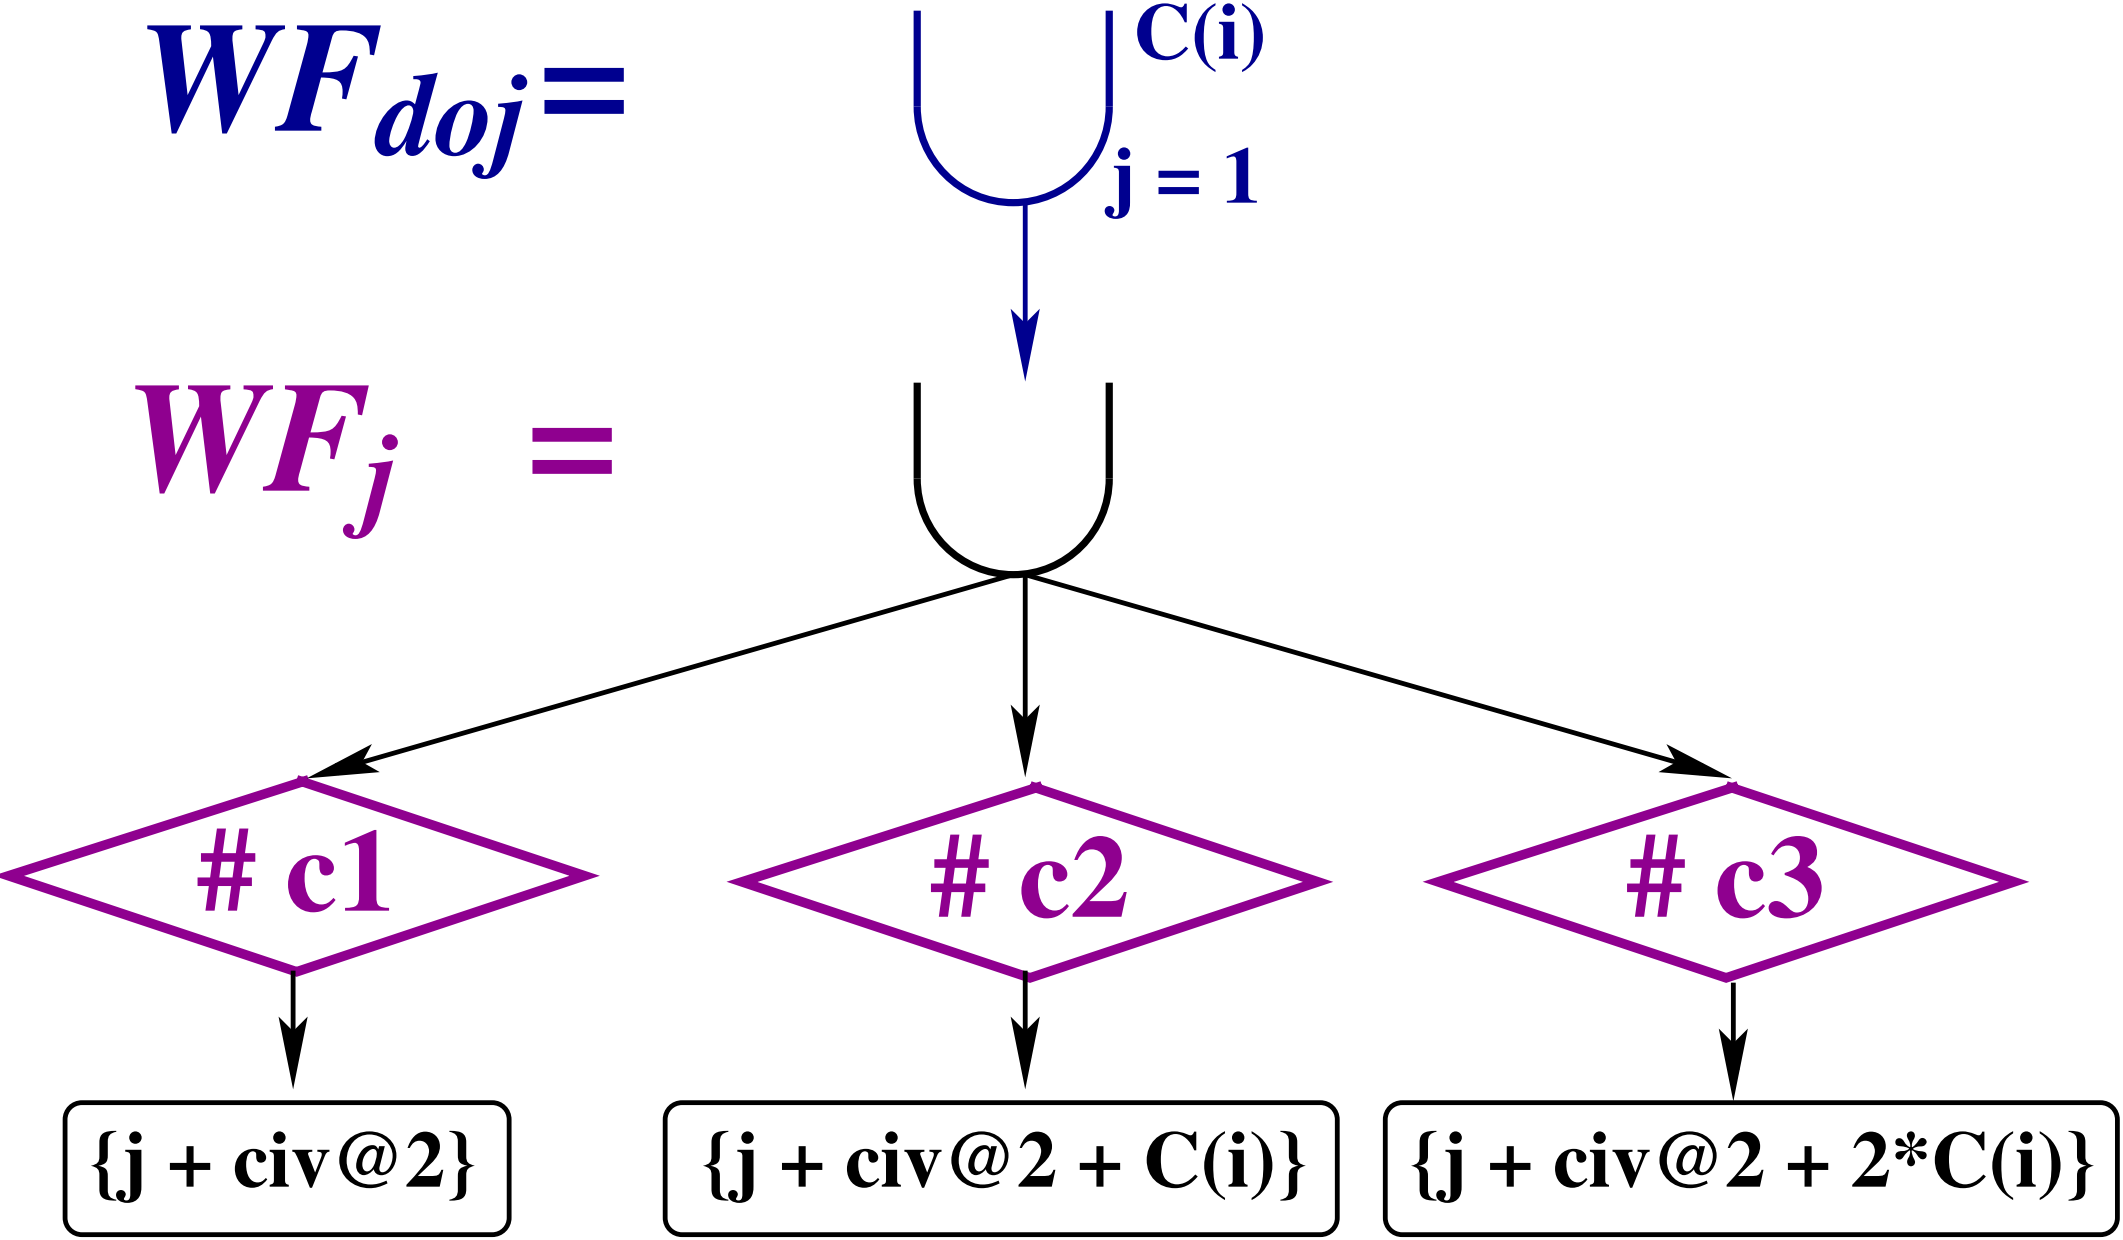 WFdoj=
C(i)
j = 1
WFj =
# c1
# c2
# c3
{j + civ@2}
{j + civ@2 + C(i)}
{j + civ@2 + 2*C(i)}